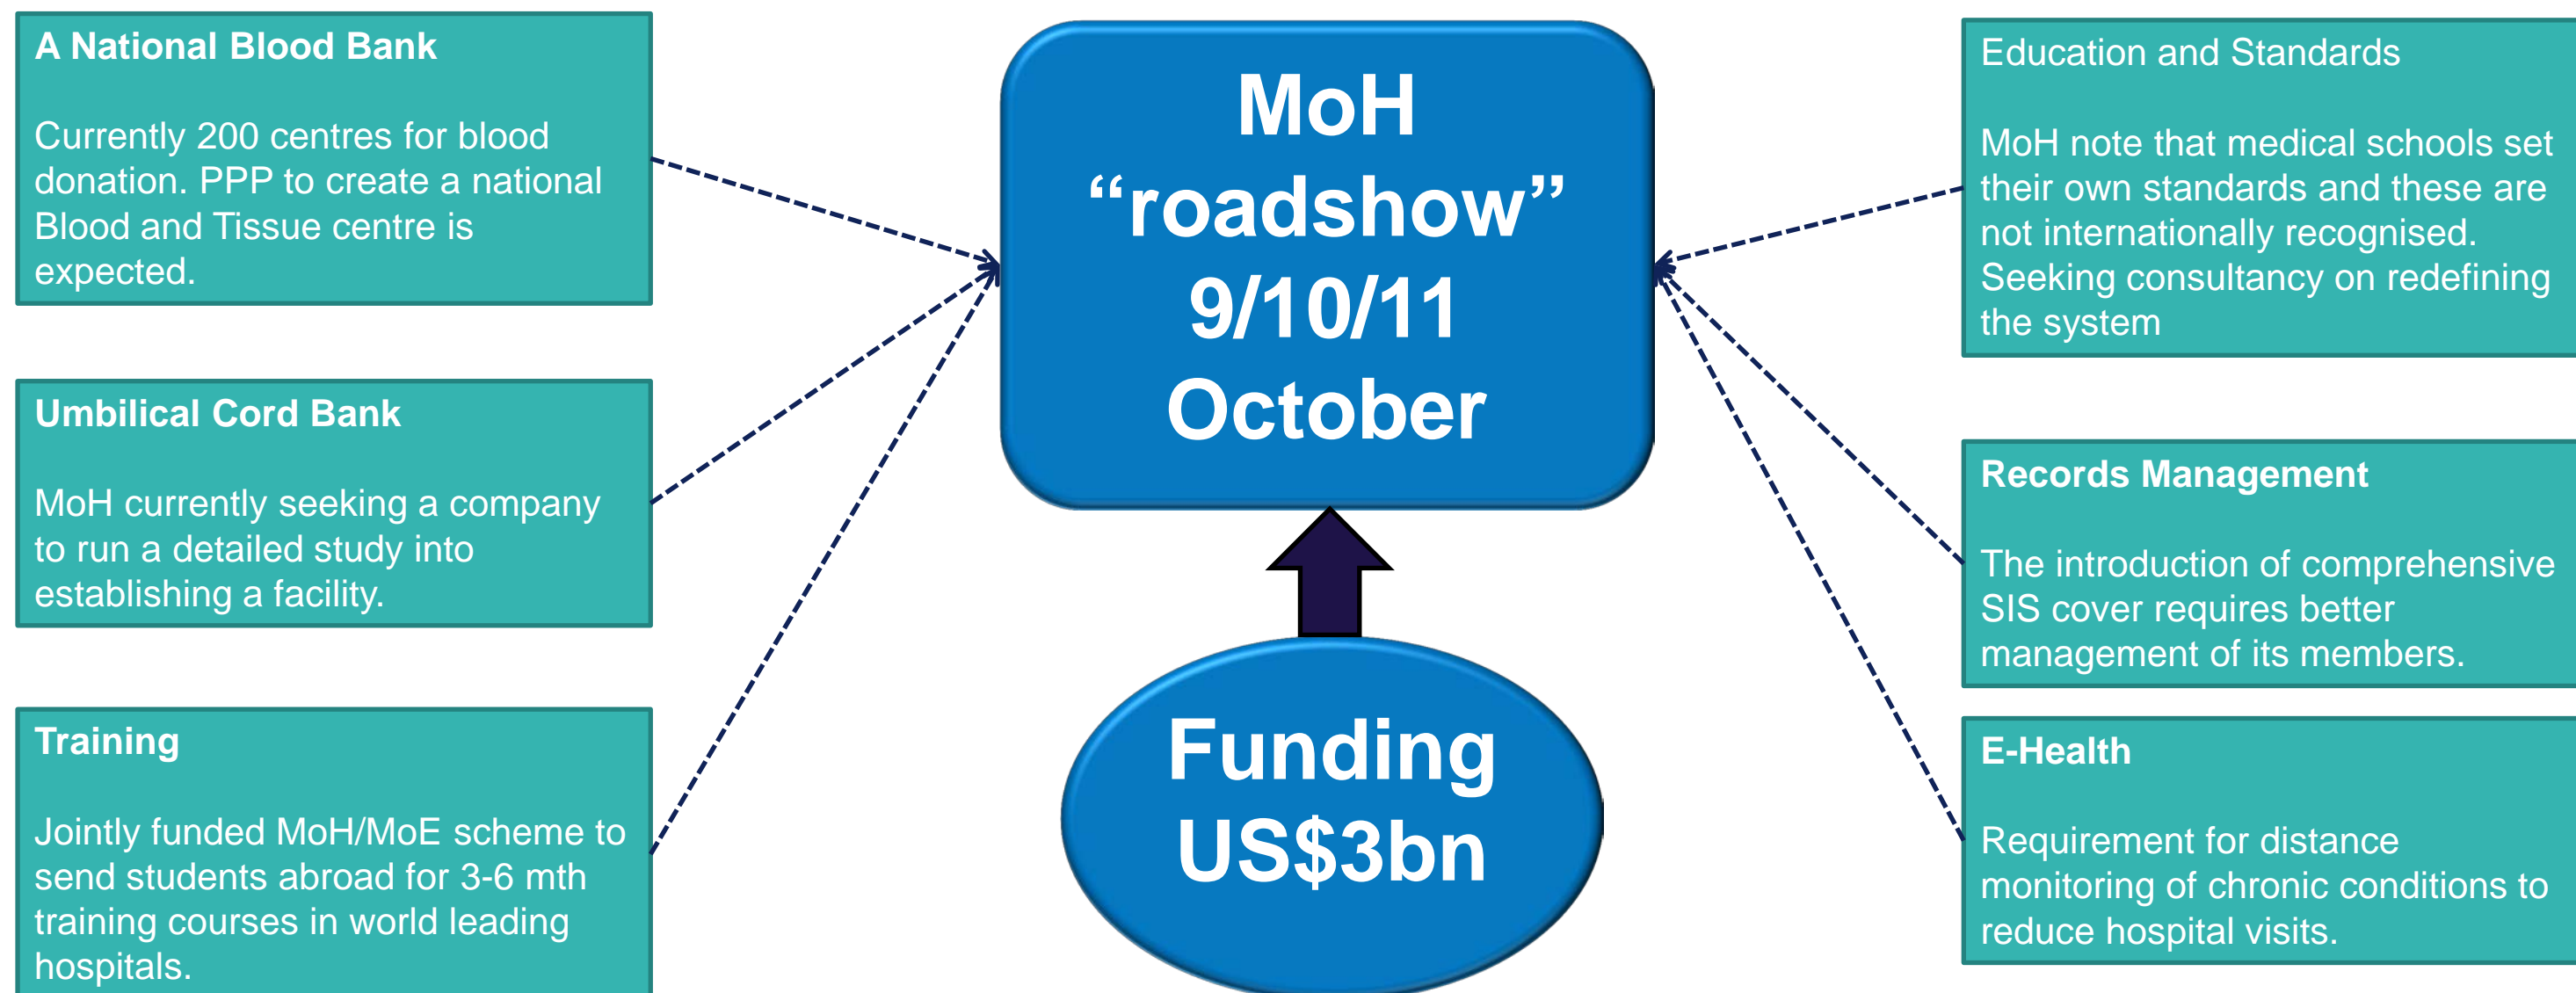 A National Blood Bank
Currently 200 centres for blood
donation. PPP to create a national
Blood and Tissue centre is
expected.
Umbilical Cord Bank
MoH currently seeking a company
to run a detailed study into
establishing a facility.
Training
Jointly funded MoH/MoE scheme to
send students abroad for 3-6 mth
training courses in world leading
hospitals.
MoH
“roadshow”
9/10/11
October
Funding
US$3bn
Education and Standards
MoH note that medical schools set
their own standards and these are
not internationally recognised.
Seeking consultancy on redefining
the system
Records Management
The introduction of comprehensive
SIS cover requires better
management of its members.
E-Health
Requirement for distance
monitoring of chronic conditions to
reduce hospital visits.